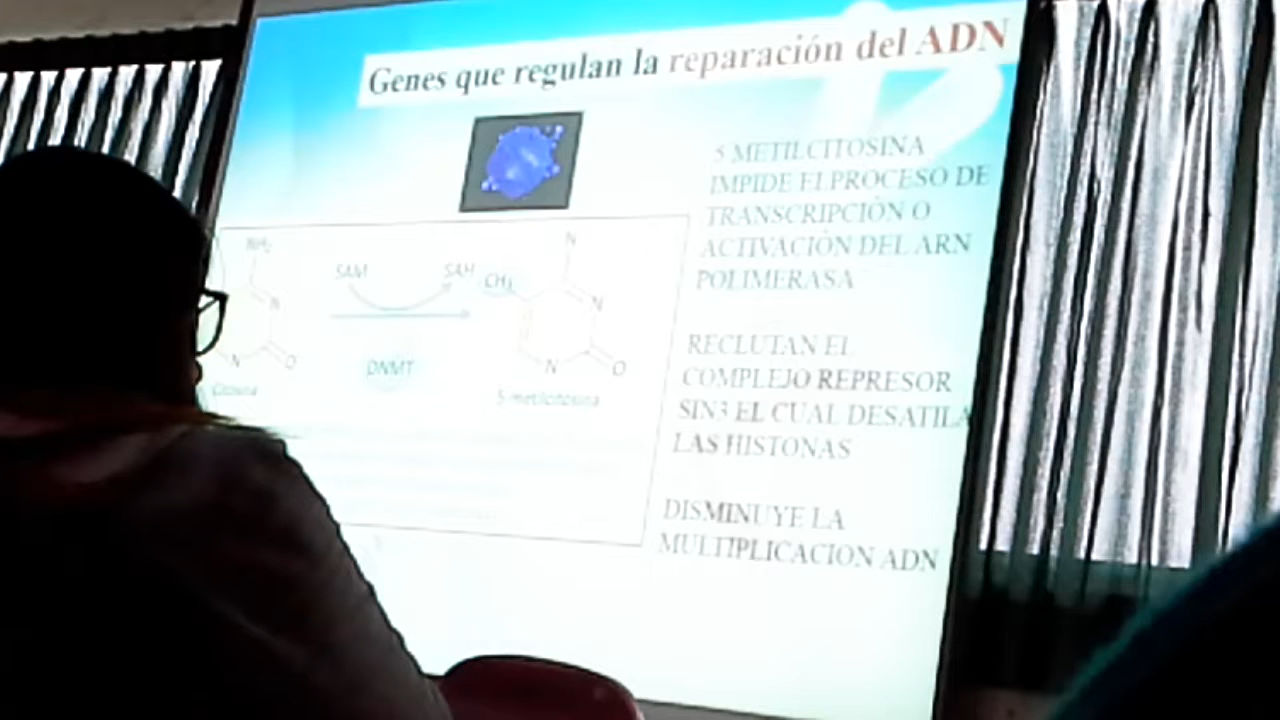 Genes que regulan la reparación del ADN
5 METILCITOSINA
IMPIDE EL PROCESO DE
TRANSCRIPCIÓN O
ACTIVACIÓN DEL ARN
POLIMERASA
RECLUTAN EL
COMPLEJO REPRESOR
SIN3 EL CUAL DESATILA
LAS HISTONAS
DISMINUYE LA
MULTIPLICACION ADN
NH₂
N
N
O
Citosina
SAM
SAH
DNMT
CH₃
N
N
N
O
5-metilcitosina